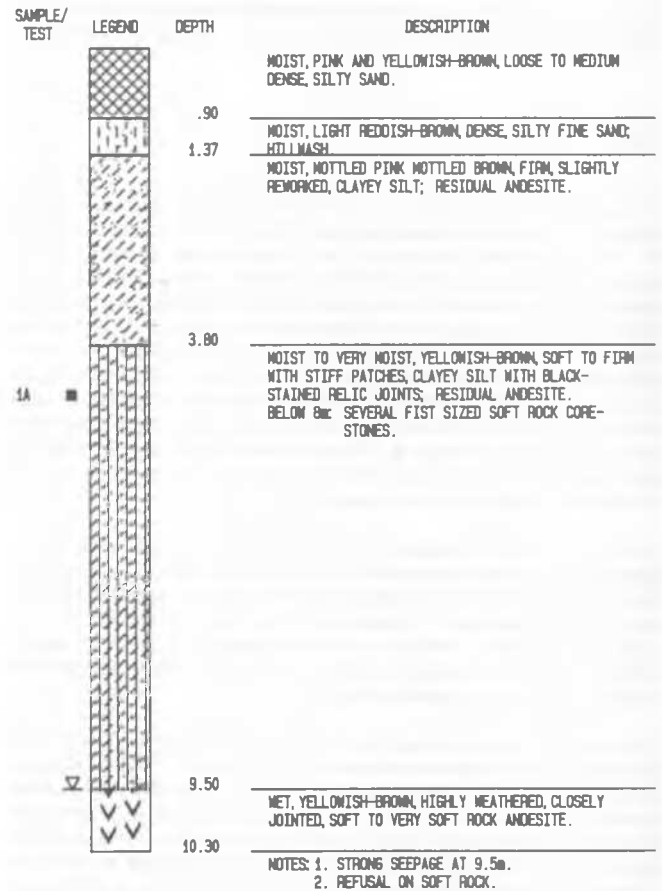 SAMPLE/
TEST
LEGEND
DEPTH
DESCRIPTION
MOIST, PINK AND YELLOWISH-BROWN, LOOSE TO MEDIUM
DENSE, SILTY SAND.
.90
MOIST, LIGHT REDDISH-BROWN, DENSE, SILTY FINE SAND;
HILLWASH.
1.37
MOIST, MOTTLED PINK MOTTLED BROWN, FIRM, SLIGHTLY
REWORKED, CLAYEY SILT; RESIDUAL ANDESITE.
3.80
MOIST TO VERY MOIST, YELLOWISH-BROWN, SOFT TO FIRM
WITH STIFF PATCHES, CLAYEY SILT WITH BLACK-
STAINED RELIC JOINTS, RESIDUAL ANDESITE.
1A
BELOW 8m: SEVERAL FIST SIZED SOFT ROCK CORE-
STONES.
9.50
WET, YELLOWISH-BROWN, HIGHLY WEATHERED, CLOSELY
JOINTED, SOFT TO VERY SOFT ROCK ANDESITE.
10.30
NOTES: 1. STRONG SEEPAGE AT 9.5m.
2. REFUSAL ON SOFT ROCK.